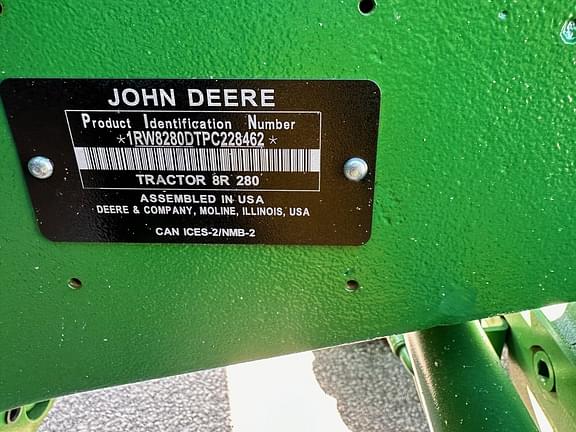 JOHN DEERE
Product Identification Number
*1RW8280DTPC228462*
TRACTOR 8R 280
ASSEMBLED IN USA
DEERE & COMPANY, MOLINE, ILLINOIS, USA
CAN ICES-2/NMB-2